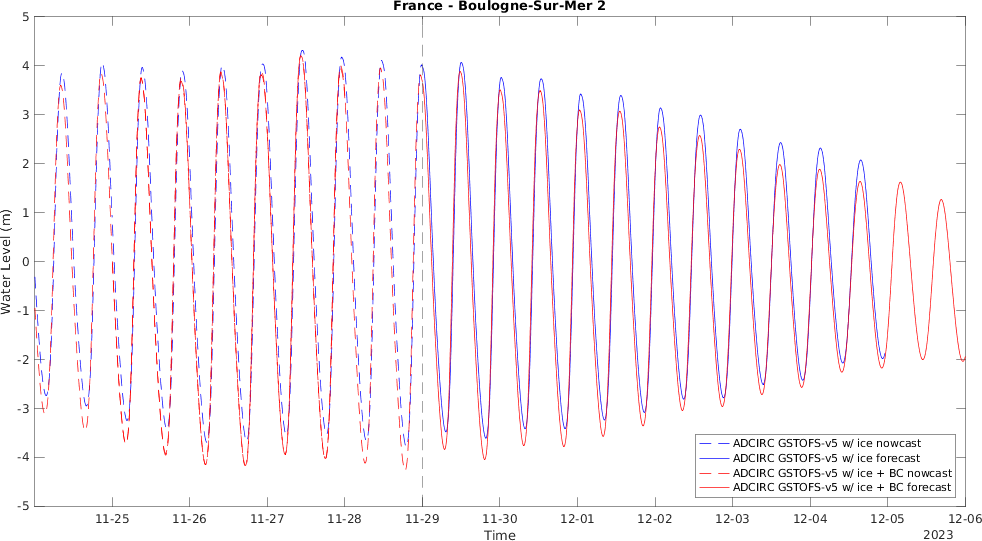 France - Boulogne-Sur-Mer 2
Water Level (m)
5
4
3
2
1
0
-1
-2
-3
-4
-5
ADCIRC GSTOFS-v5 w/ ice nowcast
ADCIRC GSTOFS-v5 w/ ice forecast
ADCIRC GSTOFS-v5 w/ ice + BC nowcast
ADCIRC GSTOFS-v5 w/ ice + BC forecast
11-25 11-26 11-27 11-28 11-29 11-30 12-01 12-02 12-03 12-04 12-05 12-06
Time
2023